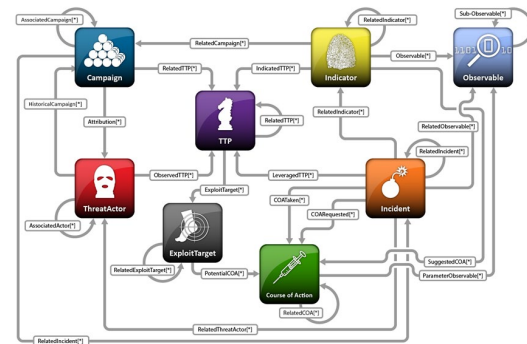 AssociatedCampaign[*]
RelatedIndicator[*]
Sub-Observable[*]
RelatedCampaign[*]
Observable[*]
Campaign
RelatedTTP[*]
IndicatedTTP[*]
Indicator
Observable
HistoricalCampaign[*]
RelatedIndicator[*]
Attribution[*]
TTP
RelatedTTP[*]
RelatedObservable[*]
RelatedIncident[*]
ObservedTTP[*]
LeveragedTTP[*]
ThreatActor
ExploitTarget[*]
COATaken[*]
COARequested[*]
Incident
AssociatedActor[*]
ExploitTarget
RelatedExploitTarget[*]
PotentialCOA[*]
SuggestedCOA[*]
ParameterObservable[*]
Course of Action
RelatedCOA[*]
RelatedThreatActor[*]
RelatedIncident[*]